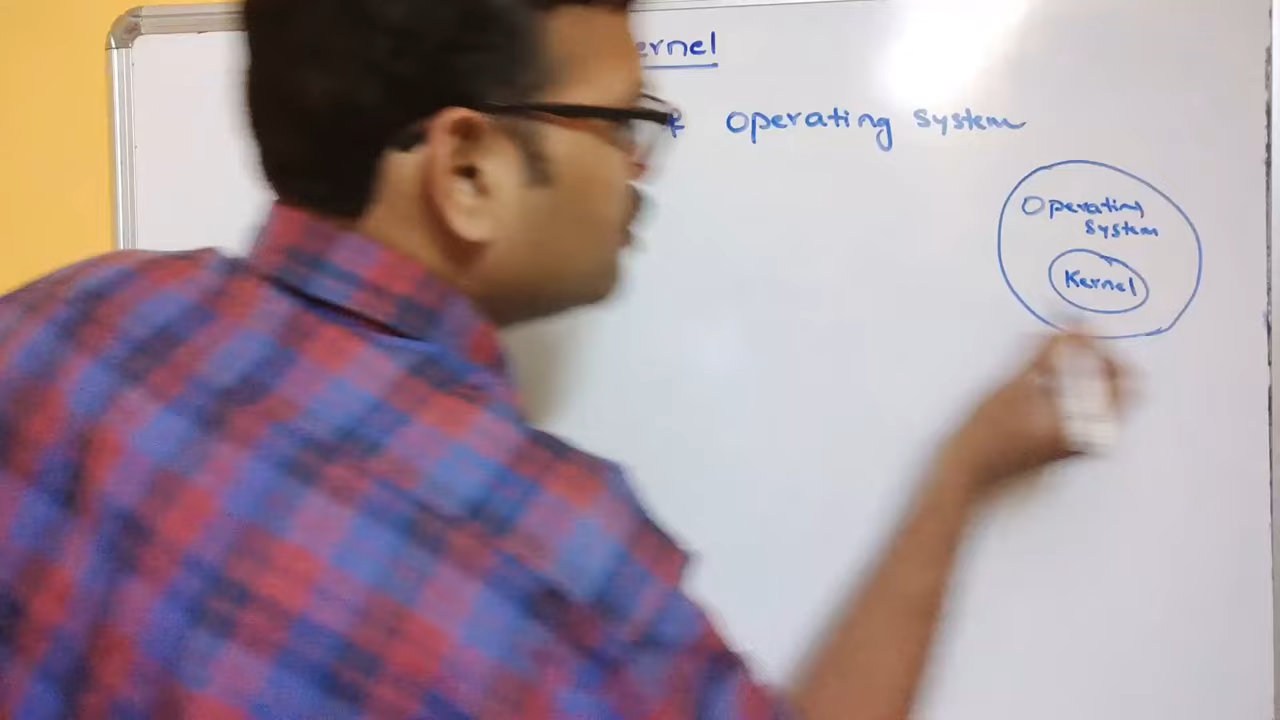 ernel
Operating System
Operating
System
Kernel